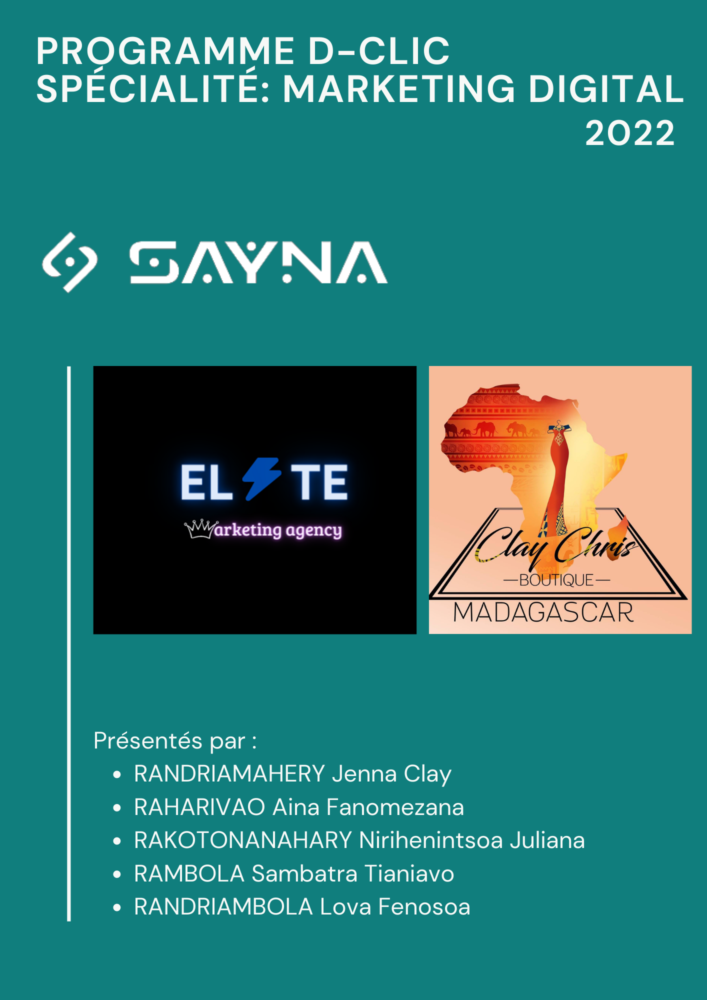 PROGRAMME D-CLIC
SPÉCIALITÉ: MARKETING DIGITAL
2022
SAYNA
EL TE
arketing agency
Clay Chris
—BOUTIQUE—
MADAGASCAR
Présentés par :
• RANDRIAMAHERY Jenna Clay
• RAHARIVAO Aina Fanomezana
• RAKOTONANAHARY Nirihenintsoa Juliana
• RAMBOLA Sambatra Tianiavo
• RANDRIAMBOLA Lova Fenosoa